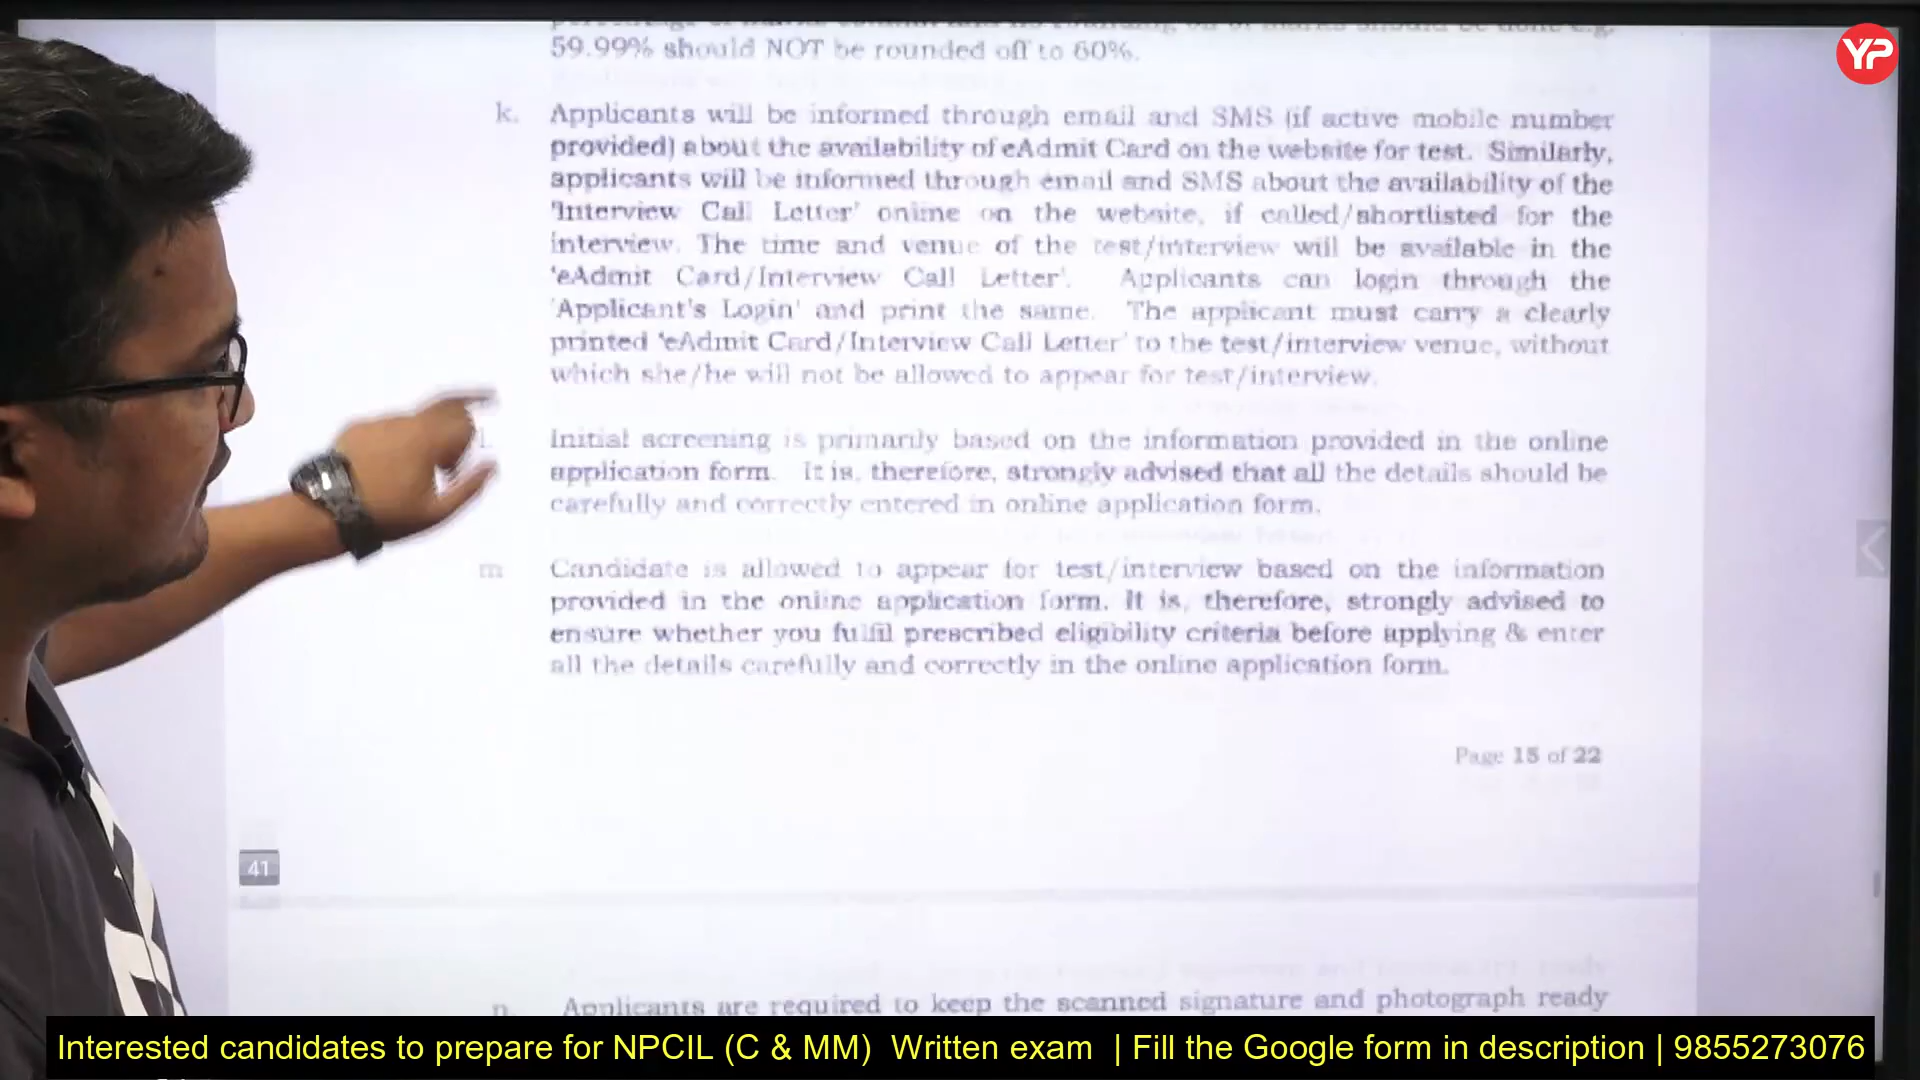 YP
59.99% should NOT be rounded off to 60%.
k. Applicants will be informed through email and SMS (if active mobile number
provided) about the availability of eAdmit Card on the website for test. Similarly,
applicants will be informed through email and SMS about the availability of the
'Interview Call Letter' online on the website, if called/shortlisted for the
interview. The time and venue of the test/interview will be available in the
'eAdmit Card/Interview Call Letter'. Applicants can login through the
'Applicant's Login' and print the same. The applicant must carry a clearly
printed 'eAdmit Card/Interview Call Letter' to the test/interview venue, without
which she/he will not be allowed to appear for test/interview.
l. Initial screening is primarily based on the information provided in the online
application form. It is, therefore, strongly advised that all the details should be
carefully and correctly entered in online application form.
m Candidate is allowed to appear for test/interview based on the information
provided in the online application form. It is, therefore, strongly advised to
ensure whether you fulfil prescribed eligibility criteria before applying & enter
all the details carefully and correctly in the online application form.
Page 15 of 22
41
n. Applicants are required to keep the scanned signature and photograph ready
Interested candidates to prepare for NPCIL (C & MM) Written exam | Fill the Google form in description | 9855273076